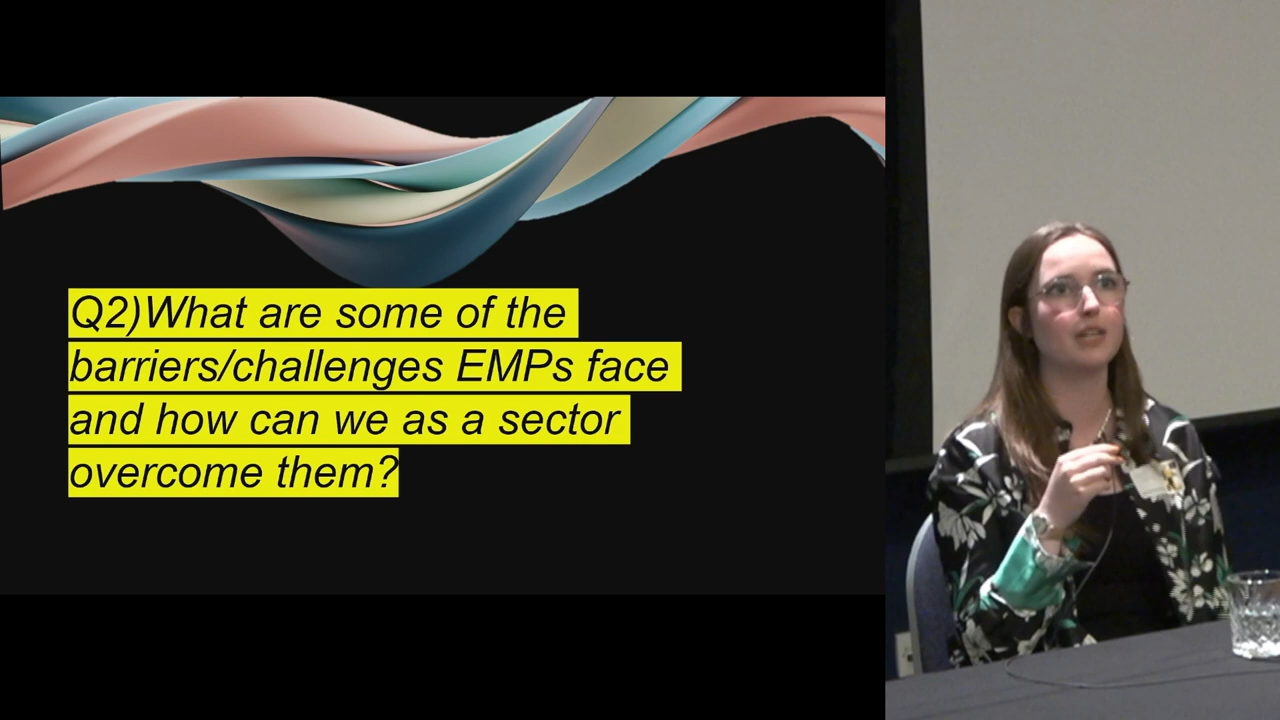 Q2)What are some of the
barriers/challenges EMPs face
and how can we as a sector
overcome them?